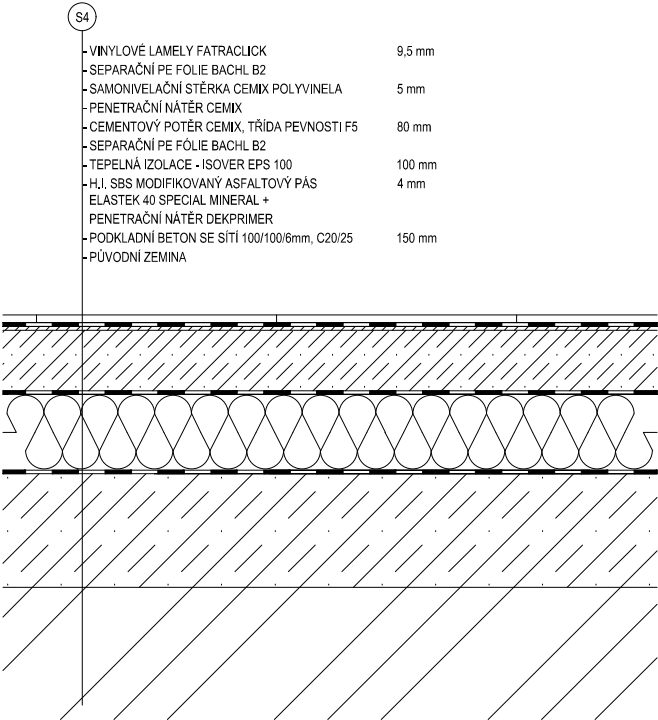 S4
- VINYLOVÉ LAMELY FATRACLICK 9,5 mm
- SEPARAČNÍ PE FOLIE BACHL B2
- SAMONIVELAČNÍ STĚRKA CEMIX POLYVINELA 5 mm
- PENETRAČNÍ NÁTĚR CEMIX
- CEMENTOVÝ POTĚR CEMIX, TŘÍDA PEVNOSTI F5 80 mm
- SEPARAČNÍ PE FÓLIE BACHL B2
- TEPELNÁ IZOLACE - ISOVER EPS 100 100 mm
- H.I. SBS MODIFIKOVANÝ ASFALTOVÝ PÁS 4 mm
ELASTEK 40 SPECIAL MINERAL +
PENETRAČNÍ NÁTĚR DEKPRIMER
- PODKLADNÍ BETON SE SÍTÍ 100/100/6mm, C20/25 150 mm
- PŮVODNÍ ZEMINA